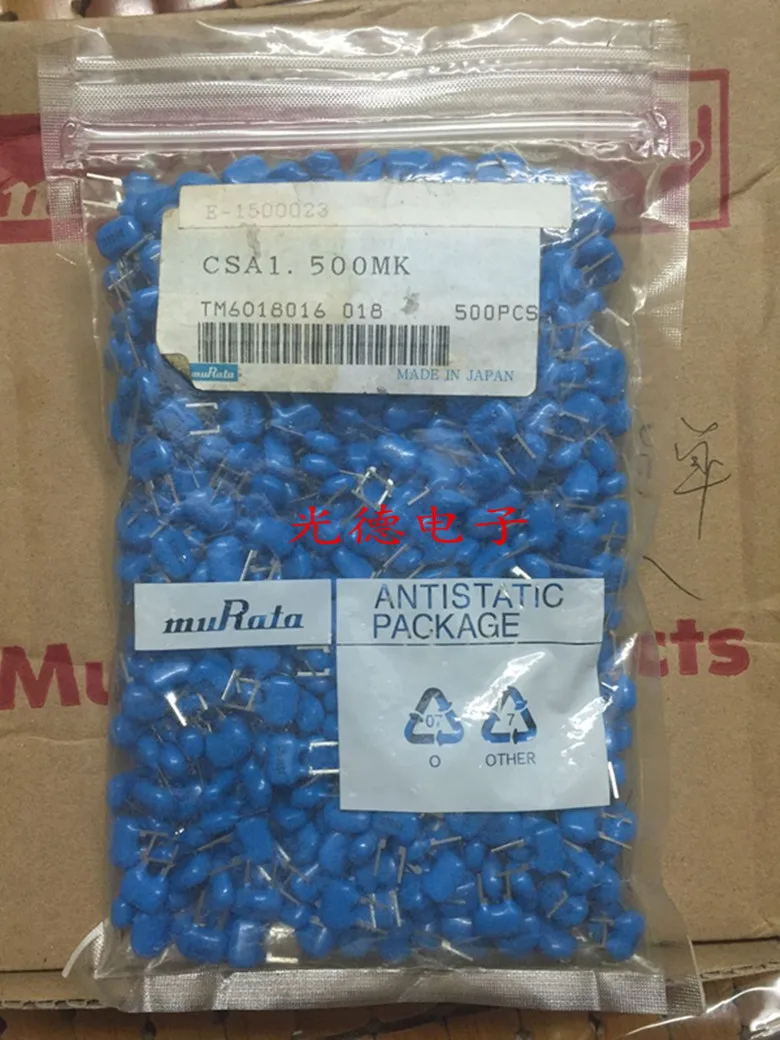 E-1500023
CSA1. 500MK
TM6018016 018 500PCS
muRata MADE IN JAPAN
光德电子
muRata
ANTISTATIC
PACKAGE
07 7
O OTHER
Mu cts
单